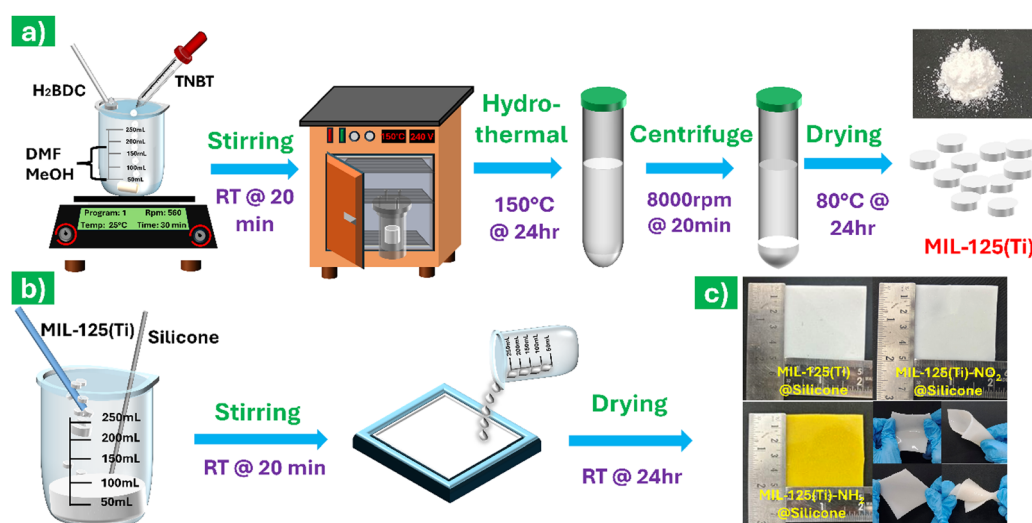 a)
H₂BDC
TNBT
250mL
260mL
150mL
100mL
50mL
DMF
MeOH
Program: 1 Rpm: 560
Temp: 25°C Time: 30 min
Stirring
RT @ 20
min
150°C 240 V
Hydro-
thermal
150°C
@ 24hr
Centrifuge
8000rpm
@ 20min
Drying
80°C @
24hr
MIL-125(Ti)
b)
MIL-125(Ti)
Silicone
250mL
200mL
150mL
100mL
50mL
Stirring
RT @ 20 min
250mL
200mL
150mL
100mL
50mL
Drying
RT @ 24hr
c)
MIL-125(Ti)
@Silicone
MIL-125(Ti)-NO₂
@Silicone
MIL-125(Ti)-NH₂
@Silicone